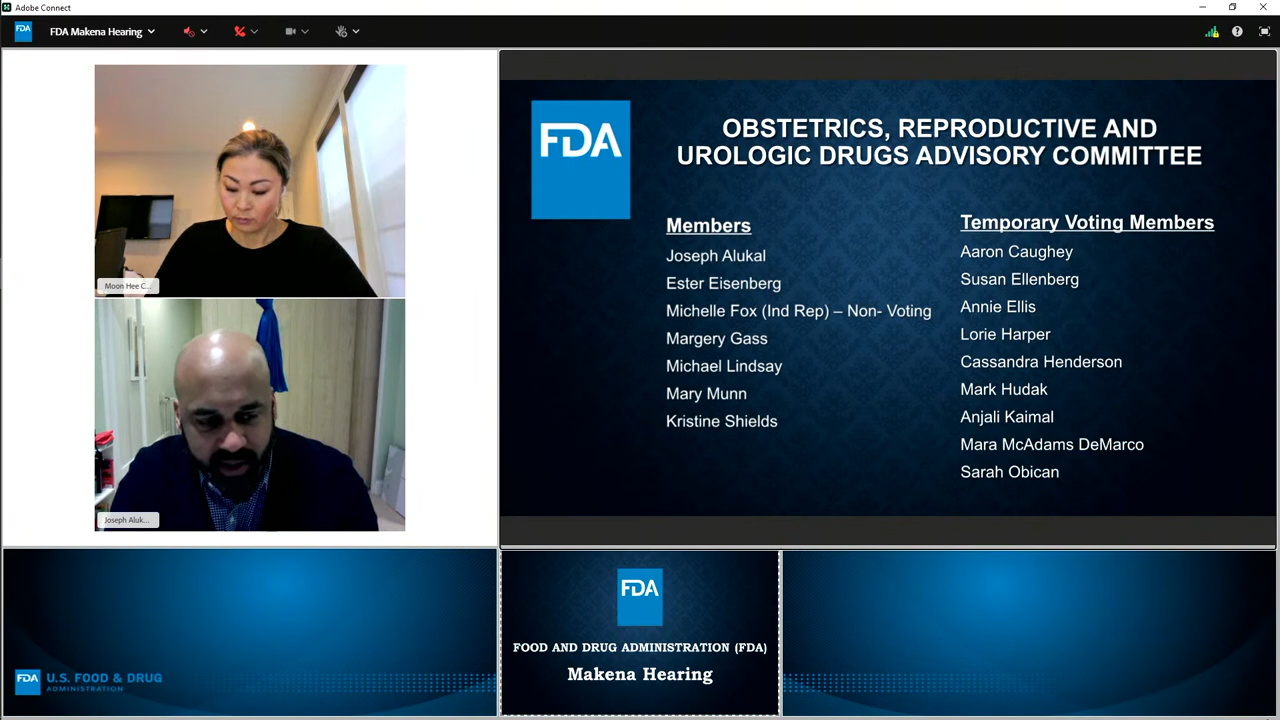 Adobe Connect
FDA
FDA Makena Hearing
Moon Hee C...
Joseph Aluk...
FDA
OBSTETRICS, REPRODUCTIVE AND
UROLOGIC DRUGS ADVISORY COMMITTEE
Members
Joseph Alukal
Ester Eisenberg
Michelle Fox (Ind Rep) – Non- Voting
Margery Gass
Michael Lindsay
Mary Munn
Kristine Shields
Temporary Voting Members
Aaron Caughey
Susan Ellenberg
Annie Ellis
Lorie Harper
Cassandra Henderson
Mark Hudak
Anjali Kaimal
Mara McAdams DeMarco
Sarah Obican
FDA
U.S. FOOD & DRUG
ADMINISTRATION
FDA
FOOD AND DRUG ADMINISTRATION (FDA)
Makena Hearing